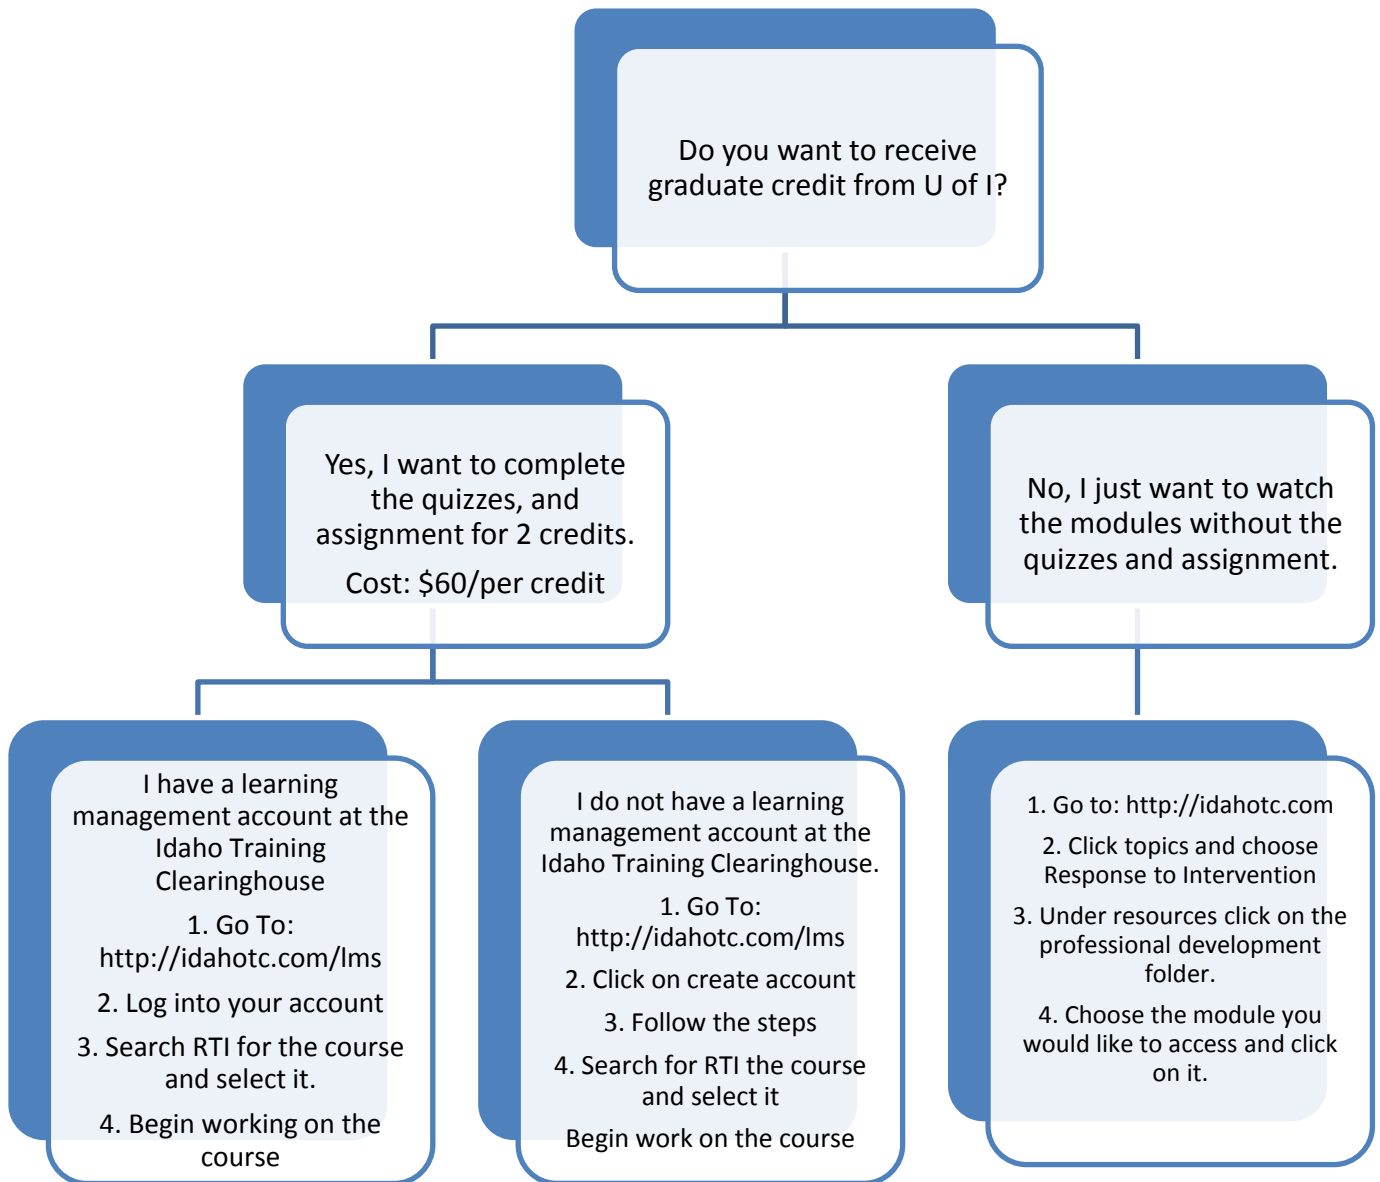 Do you want to receive
graduate credit from U of I?
Yes, I want to complete
the quizzes, and
assignment for 2 credits.
Cost: $60/per credit
No, I just want to watch
the modules without the
quizzes and assignment.
I have a learning
management account at the
Idaho Training
Clearinghouse
1. Go To:
http://idahotc.com/lms
2. Log into your account
3. Search RTI for the course
and select it.
4. Begin working on the
course
I do not have a learning
management account at the
Idaho Training Clearinghouse.
1. Go To:
http://idahotc.com/lms
2. Click on create account
3. Follow the steps
4. Search for RTI the course
and select it
Begin work on the course
1. Go to: http://idahotc.com
2. Click topics and choose
Response to Intervention
3. Under resources click on the
professional development
folder.
4. Choose the module you
would like to access and click
on it.